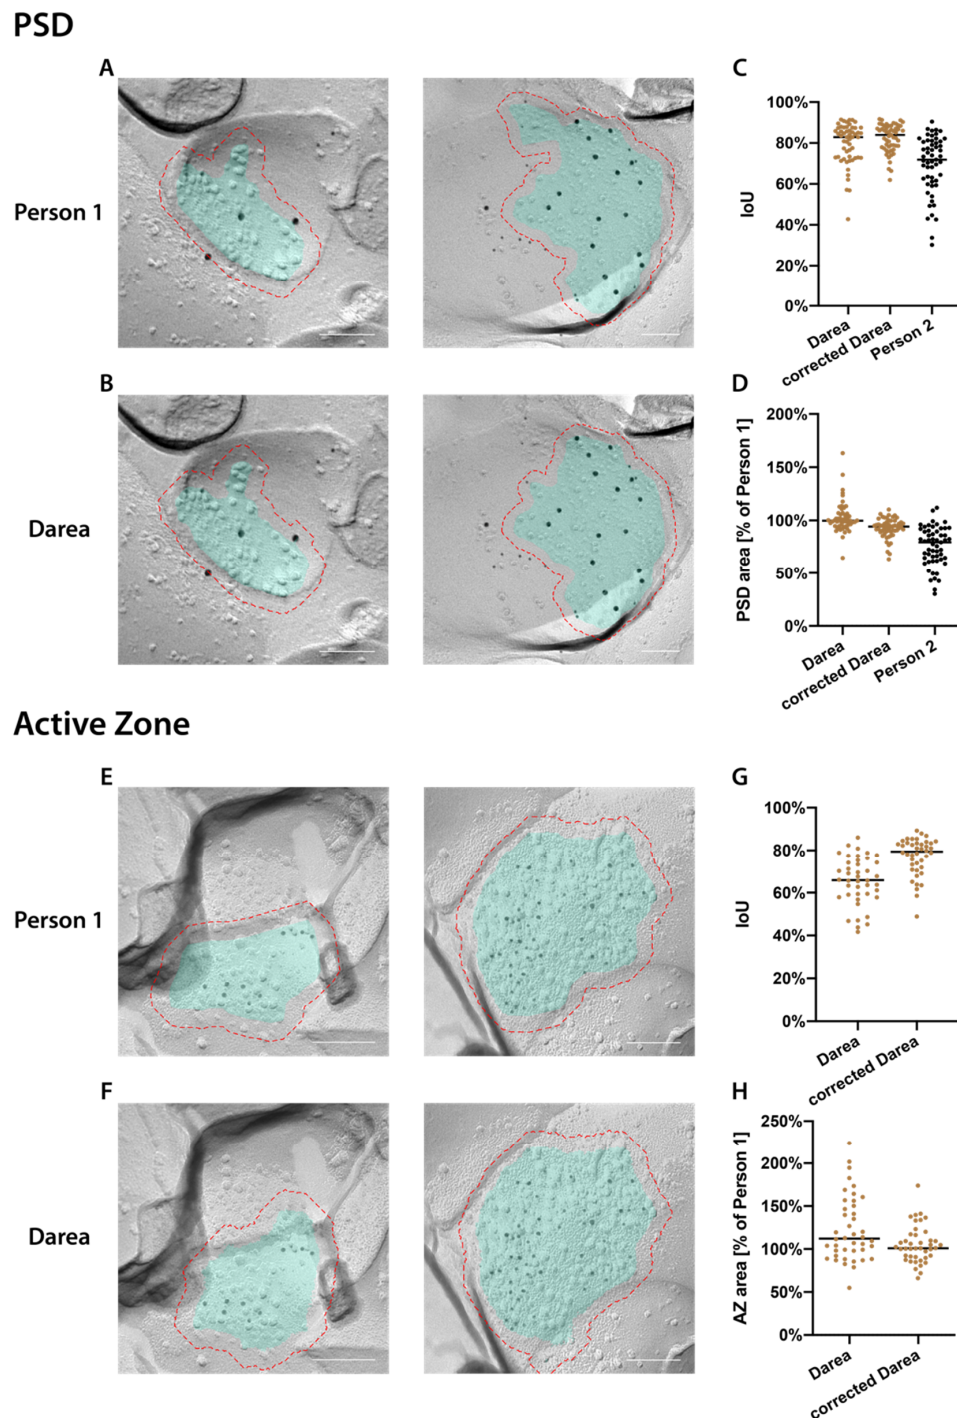 PSD
A
C
Person 1
100%
80%
60%
40%
20%
0%
IoU
Darea
corrected Darea
Person 2
B
D
Darea
200%
150%
100%
50%
0%
PSD area [% of Person 1]
Darea
corrected Darea
Person 2
Active Zone
E
G
Person 1
100%
80%
60%
40%
20%
0%
IoU
Darea
corrected Darea
F
H
Darea
250%
200%
150%
100%
50%
0%
AZ area [% of Person 1]
Darea
corrected Darea